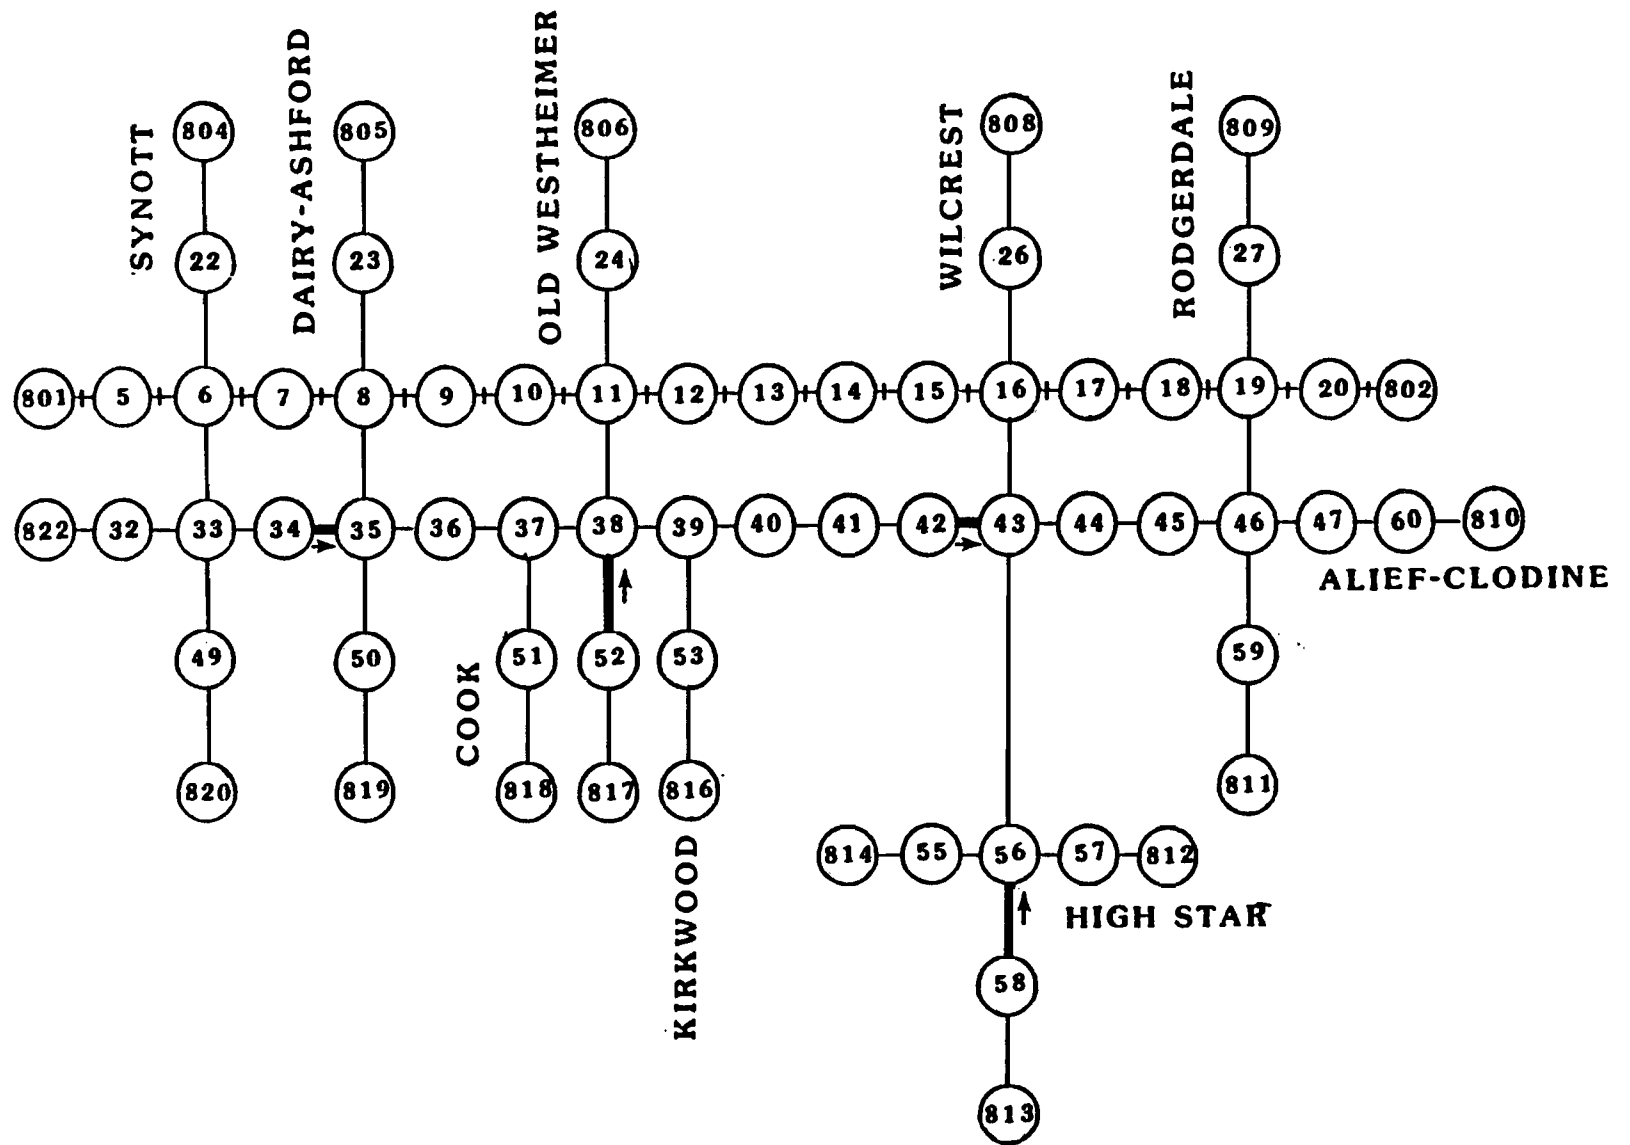 SYNOTT
DAIRY-ASHFORD
OLD WESTHEIMER
WILCREST
RODGERDALE
804 805 806 808 809
22 23 24 26 27
801 5 6 7 8 9 10 11 12 13 14 15 16 17 18 19 20 802
822 32 33 34 35 36 37 38 39 40 41 42 43 44 45 46 47 60 810
ALIEF-CLODINE
49 50 51 52 53 59
COOK
820 819 818 817 816 811
KIRKWOOD
814 55 56 57 812
HIGH STAR
58
813